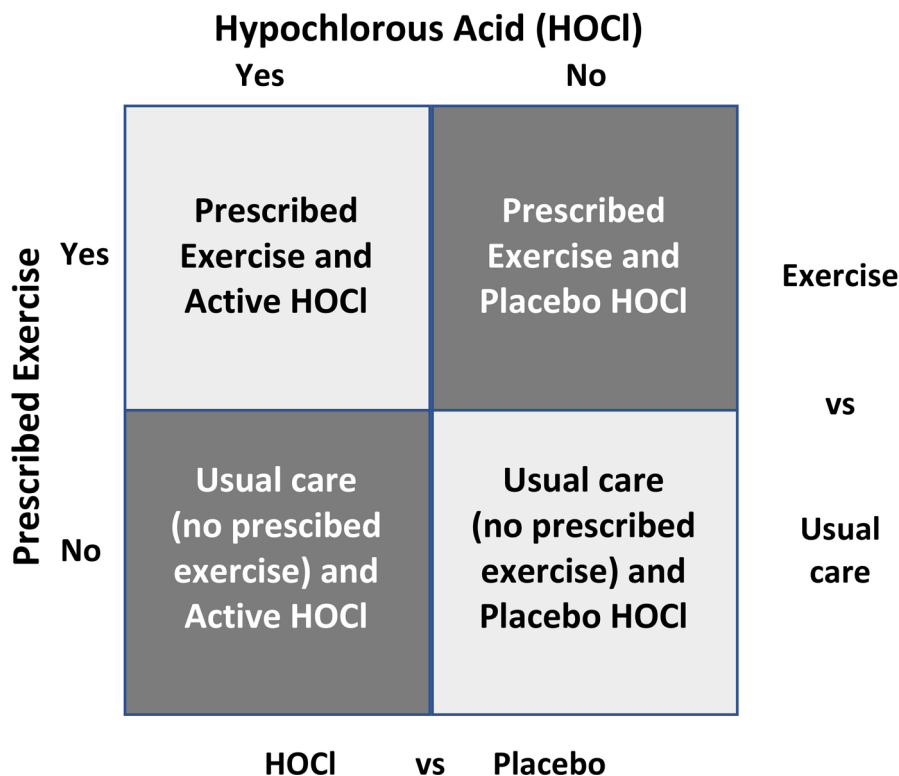 Hypochlorous Acid (HOCl)
Yes
No
Prescribed Exercise
Yes
Prescribed
Exercise and
Active HOCl
Prescribed
Exercise and
Placebo HOCl
Exercise
vs
No
Usual care
(no prescibed
exercise) and
Active HOCl
Usual care
(no prescribed
exercise) and
Placebo HOCl
Usual
care
HOCl vs Placebo